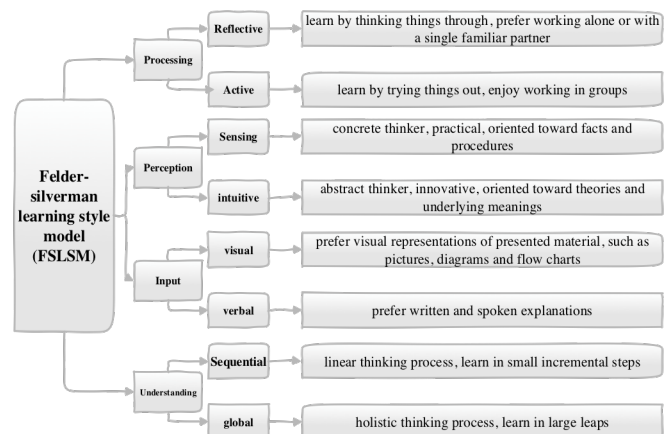 Felder-
silverman
learning style
model
(FSLSM)
Processing
Reflective
learn by thinking things through, prefer working alone or with
a single familiar partner
Active
learn by trying things out, enjoy working in groups
Perception
Sensing
concrete thinker, practical, oriented toward facts and
procedures
intuitive
abstract thinker, innovative, oriented toward theories and
underlying meanings
Input
visual
prefer visual representations of presented material, such as
pictures, diagrams and flow charts
verbal
prefer written and spoken explanations
Understanding
Sequential
linear thinking process, learn in small incremental steps
global
holistic thinking process, learn in large leaps